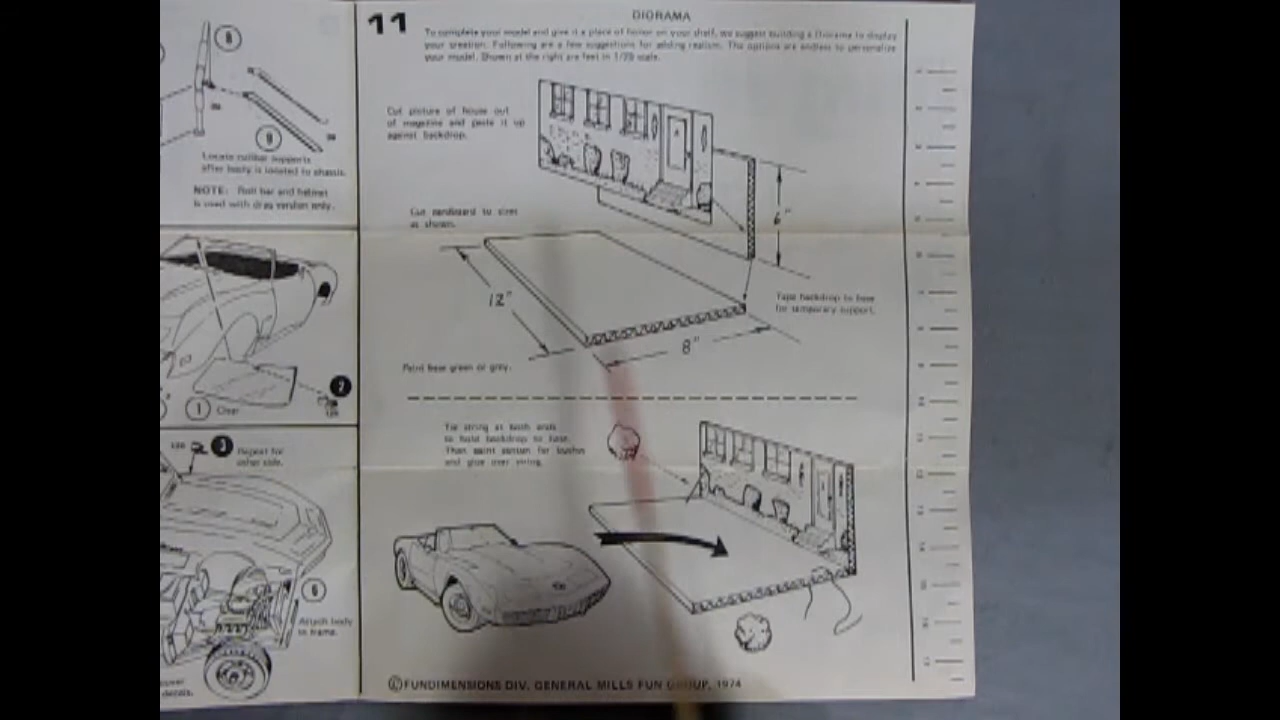 8
9
Locate rollbar supports
after body is located to chassis.
NOTE: Roll bar and helmet
is used with drag version only.
2
1
Clear
3
Repeat for
other side.
6
Attach body
to frame.
11
DIORAMA
To complete your model and give it a place of honor on your shelf, we suggest building a Diorama to display
your creation. Following are a few suggestions for adding realism. The options are endless to personalize
your model. Shown at the right are feet in 1/25 scale.
Cut picture of house out
of magazine and paste it up
against backdrop.
6"
Cut cardboard to sizes
as shown.
12"
Tape backdrop to base
for temporary support.
8"
Paint base green or grey.
Tie string at both ends
to hold backdrop to base.
Then paint cotton for bushes
and glue over string.
©FUNDIMENSIONS DIV. GENERAL MILLS FUN GROUP, 1974